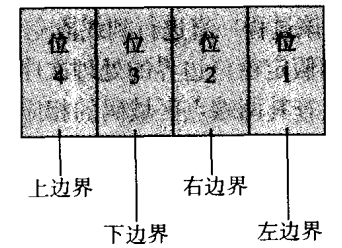 位 位 位 位
4 3 2 1
上边界 右边界
下边界 左边界